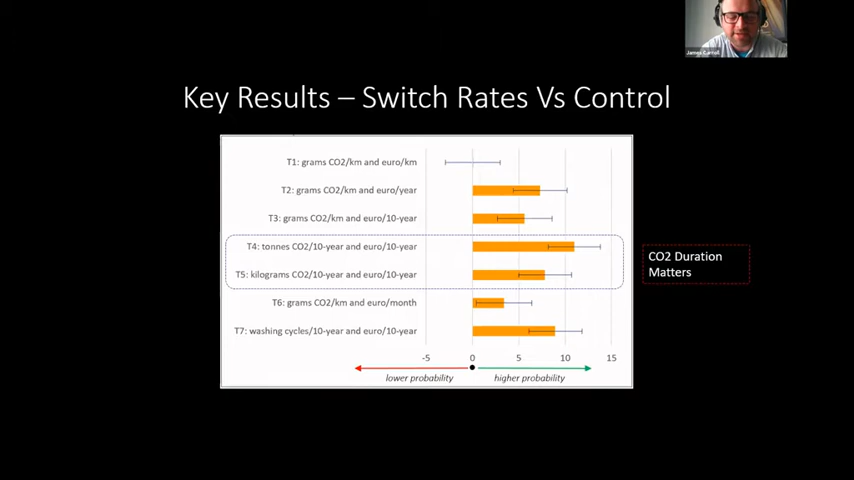 James Carroll
Key Results – Switch Rates Vs Control
T1: grams CO2/km and euro/km
T2: grams CO2/km and euro/year
T3: grams CO2/km and euro/10-year
T4: tonnes CO2/10-year and euro/10-year
T5: kilograms CO2/10-year and euro/10-year
T6: grams CO2/km and euro/month
T7: washing cycles/10-year and euro/10-year
CO2 Duration
Matters
-5 0 5 10 15
lower probability higher probability